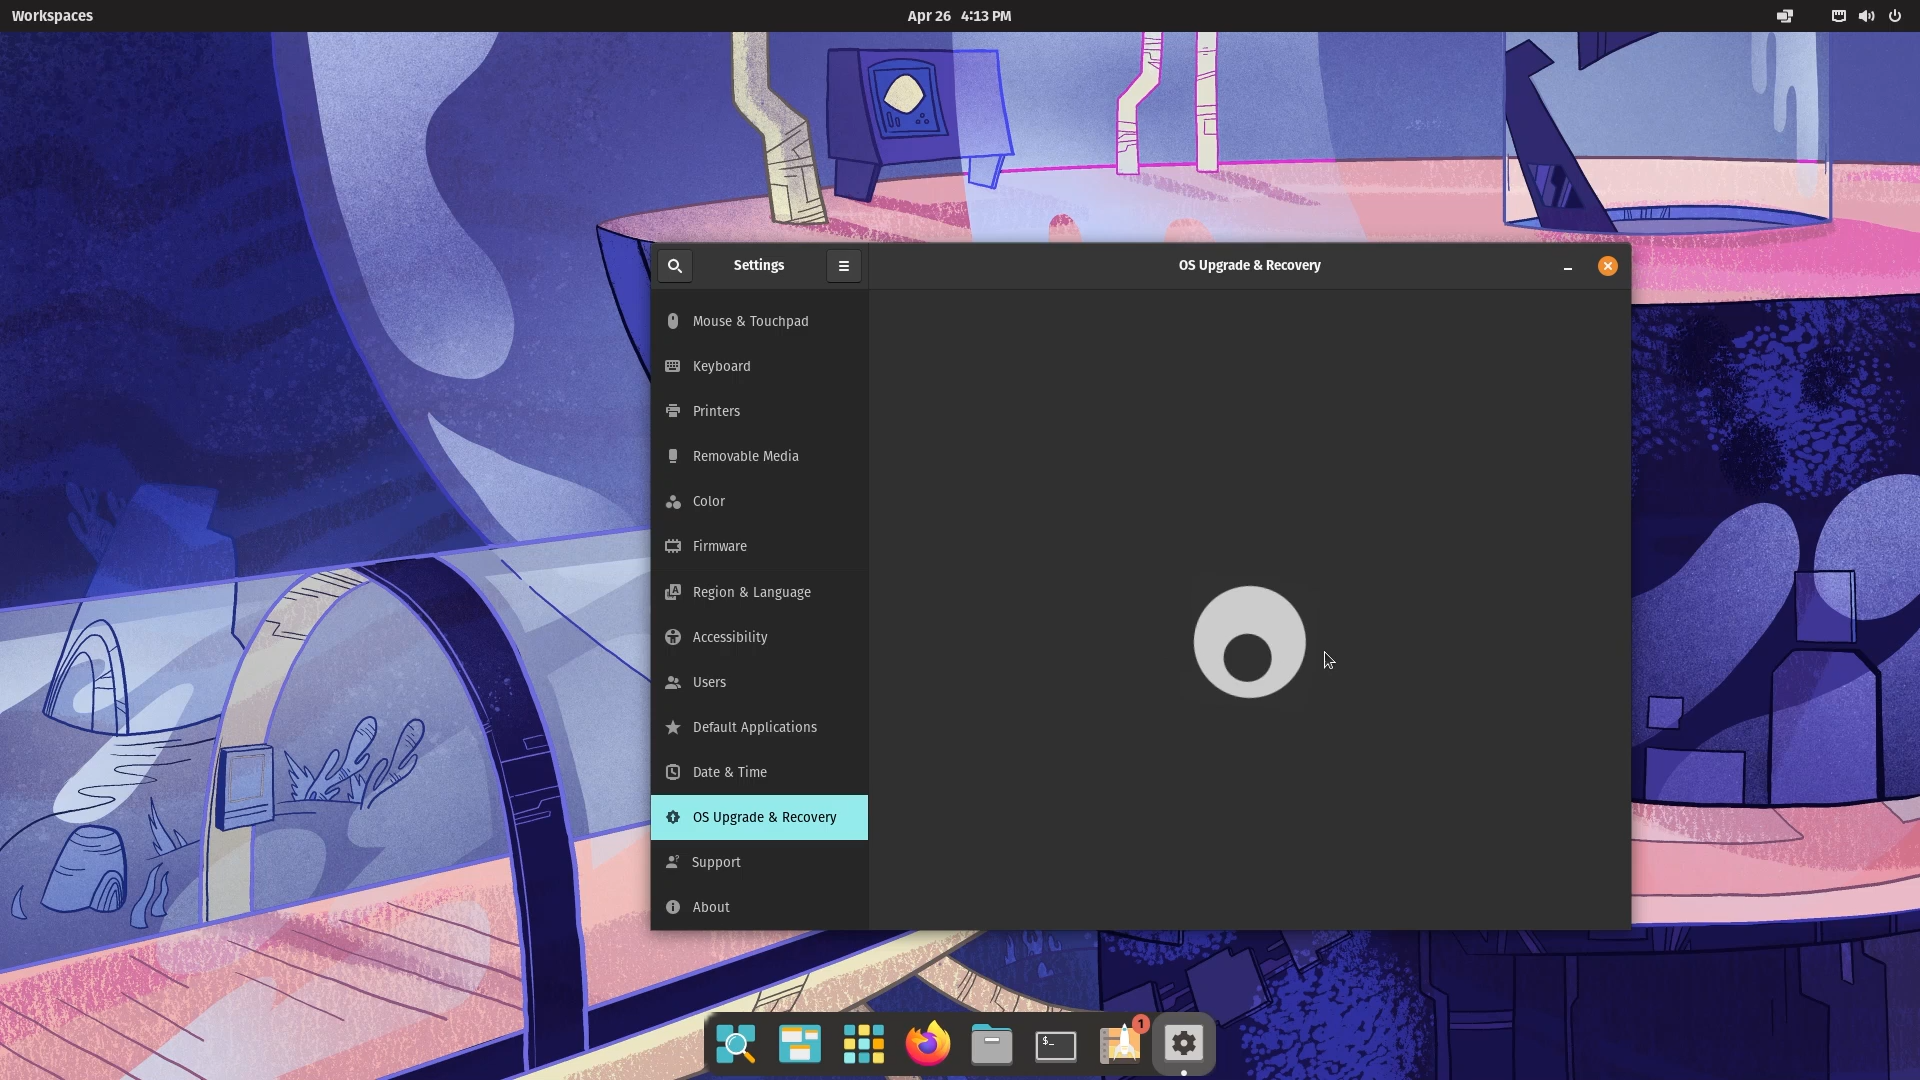 Workspaces
Apr 26 4:13 PM
Settings
OS Upgrade & Recovery
Mouse & Touchpad
Keyboard
Printers
Removable Media
Color
Firmware
Region & Language
Accessibility
Users
Default Applications
Date & Time
OS Upgrade & Recovery
Support
About
$_
1